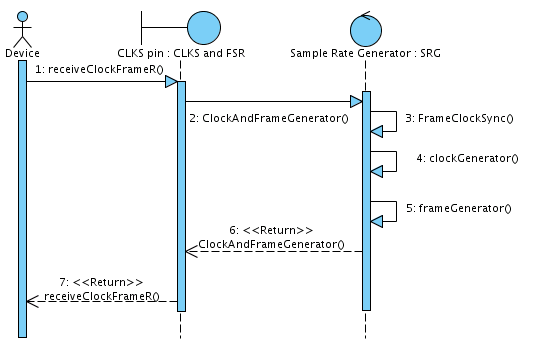 Device
CLKS pin : CLKS and FSR
Sample Rate Generator : SRG
1: receiveClockFrameR()
2: ClockAndFrameGenerator()
3: FrameClockSync()
4: clockGenerator()
5: frameGenerator()
6: <<Return>>
ClockAndFrameGenerator()
7: <<Return>>
receiveClockFrameR()